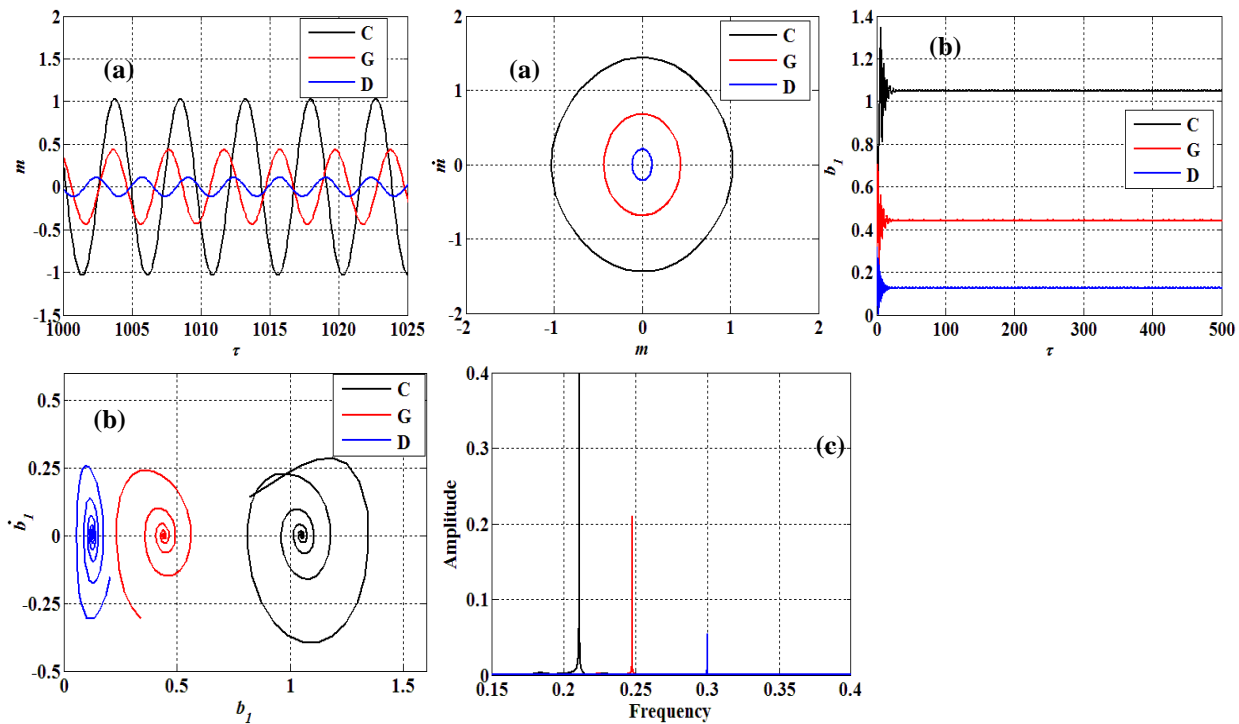 2
1.5
1
0.5
0
-0.5
-1
-1.5
m
1000
1005
1010
1015
1020
1025
τ
(a)
C
G
D
2
1
0
-1
-2
ṁ
-2
-1
0
1
2
m
(a)
C
G
D
1.4
1.2
1
0.8
0.6
0.4
0.2
0
b₁
0
100
200
300
400
500
τ
(b)
C
G
D
0.5
0.25
0
-0.25
-0.5
ḃ₁
0
0.5
1
1.5
b₁
(b)
C
G
D
0.4
0.3
0.2
0.1
0
Amplitude
0.15
0.2
0.25
0.3
0.35
0.4
Frequency
(c)